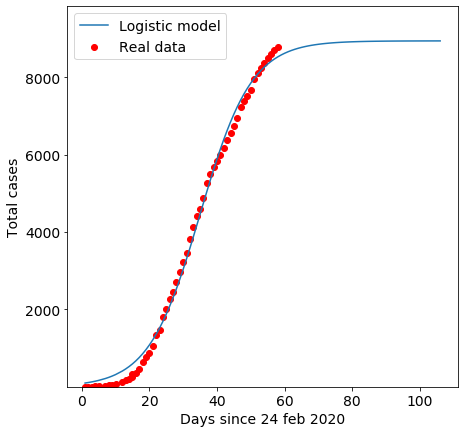 Logistic model
Real data
8000
6000
4000
2000
Total cases
0 20 40 60 80 100
Days since 24 feb 2020